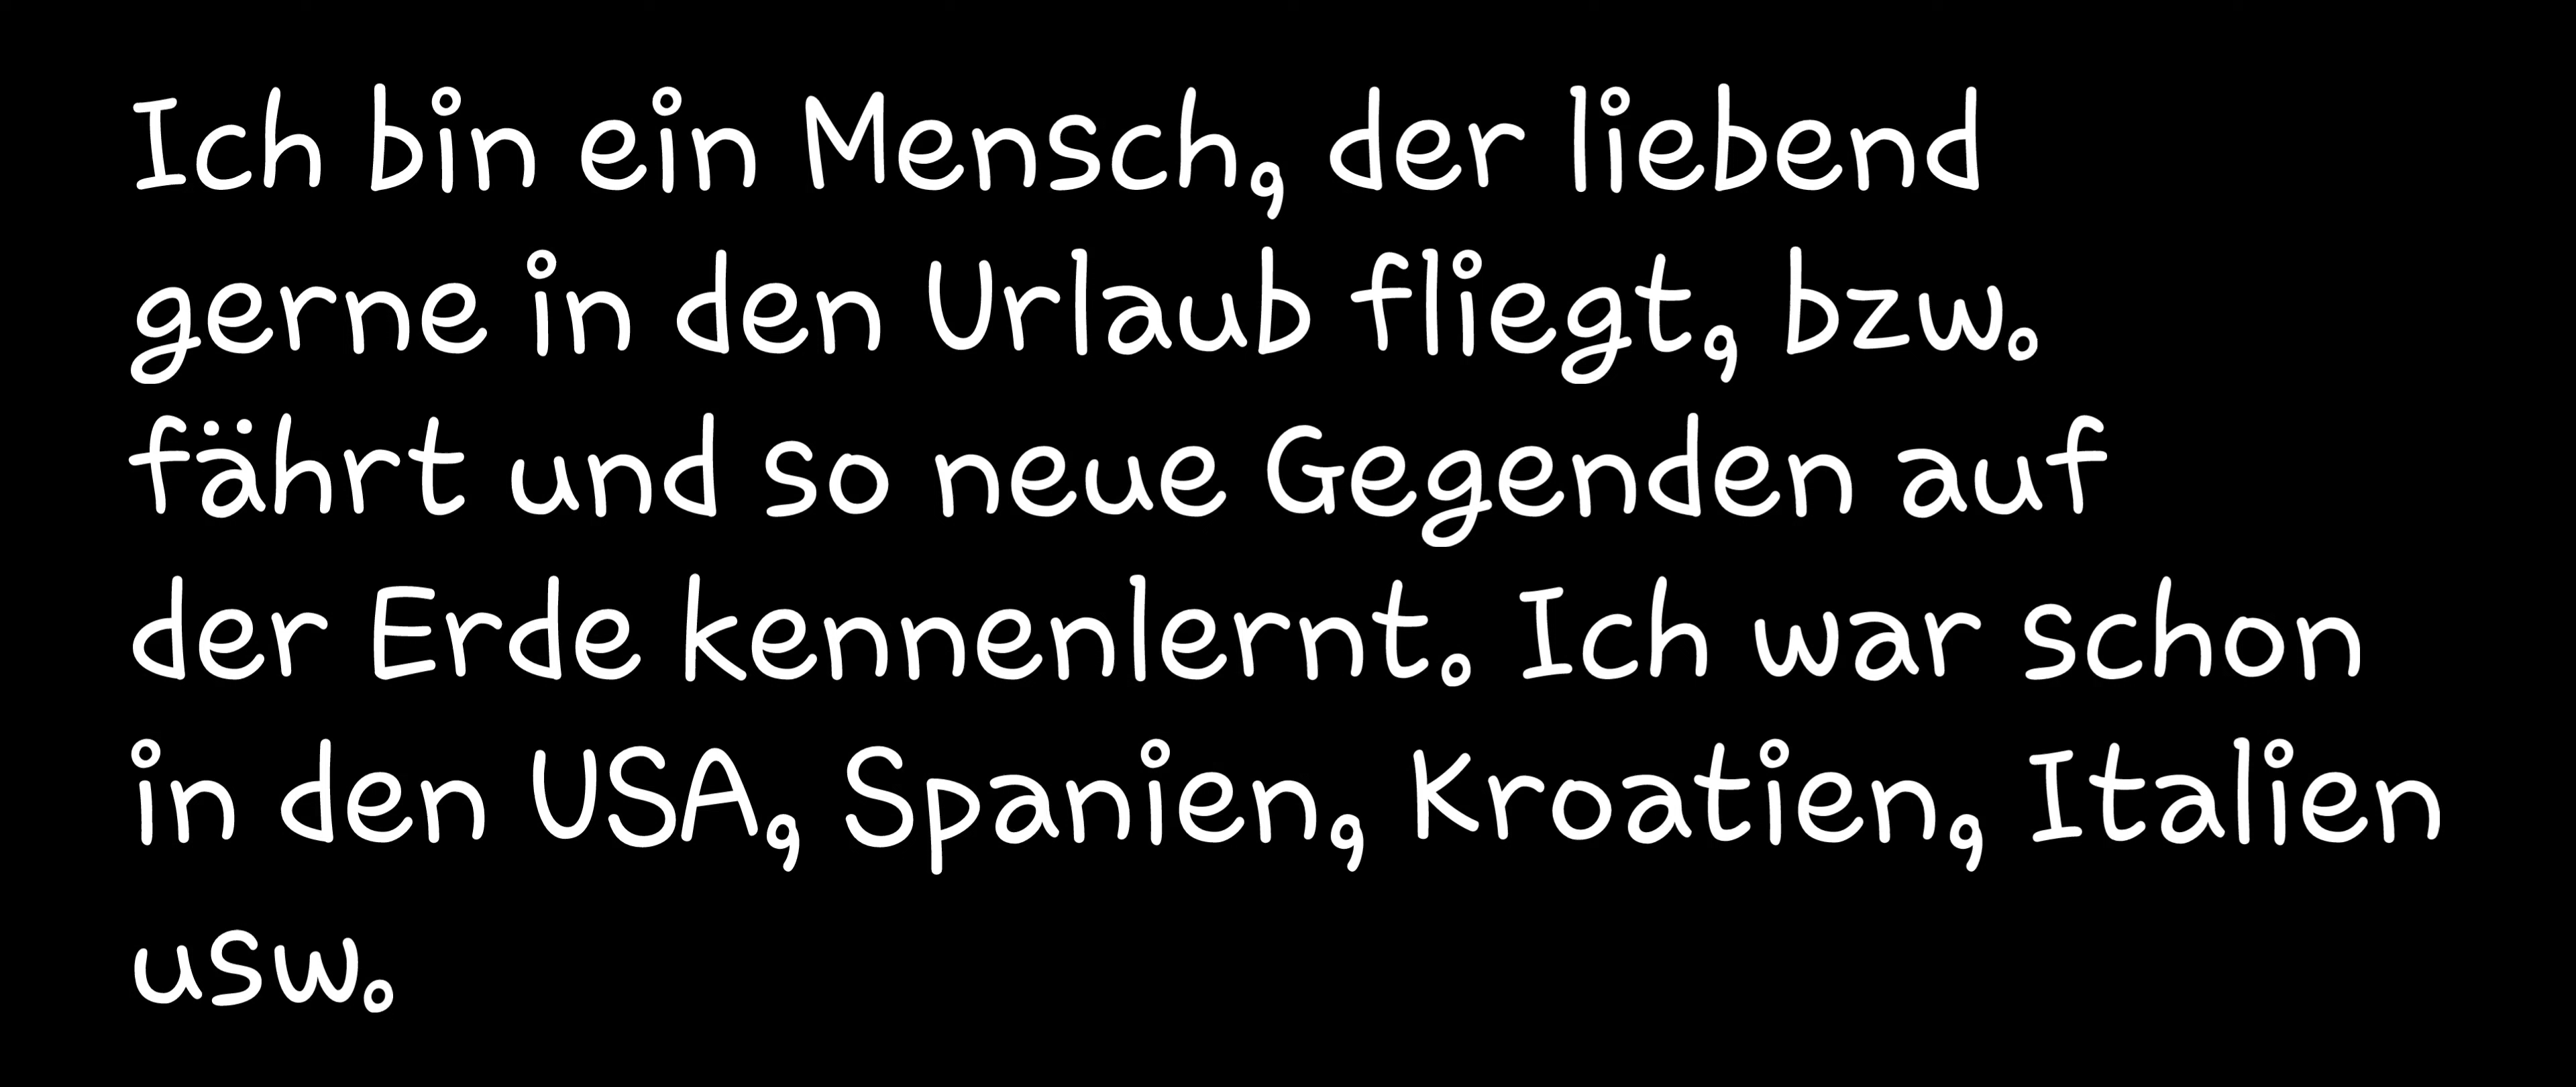 Ich bin ein Mensch, der liebend
gerne in den Urlaub fliegt, bzw.
fährt und so neue Gegenden auf
der Erde kennenlernt. Ich war schon
in den USA, Spanien, Kroatien, Italien
usw.